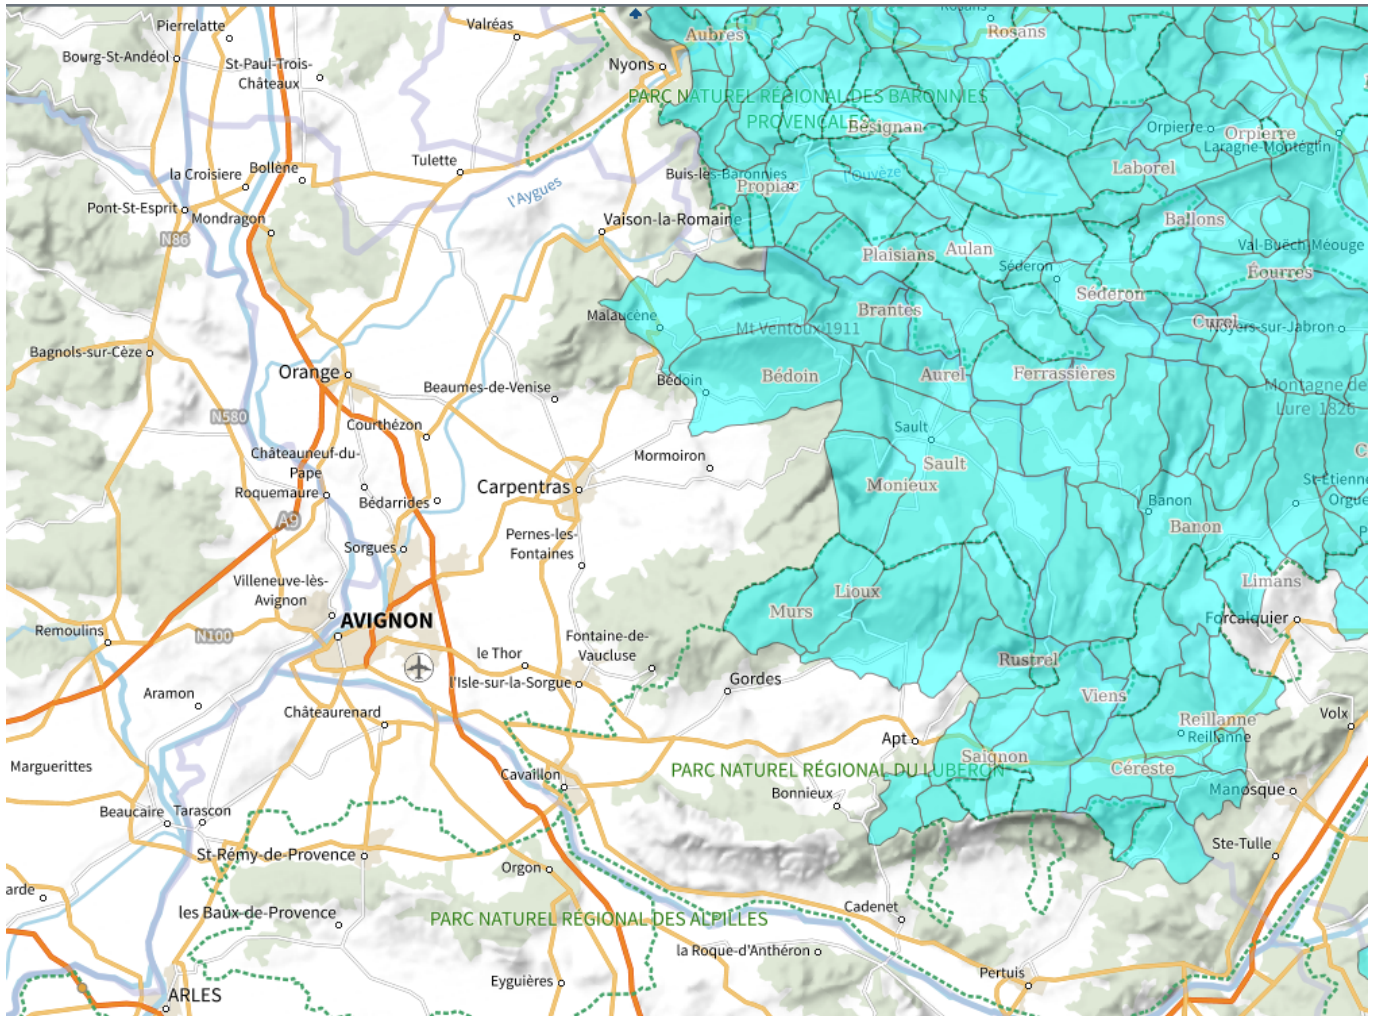 Rosans
Pierrelatte
Valréas
Aubres
Rosans
Bourg-St-Andéol
St-Paul-Trois-
Châteaux
Nyons
PARC NATUREL RÉGIONAL DES BARONNIES
PROVENÇALES
Bésignan
Orpierre
Orpierre
Laragne-Montéglin
Tulette
la Croisiere
Bollène
Buis-les-Baronnies
Propiac
l'Ouvèze
Laborel
l'Aygues
Pont-St-Esprit
Mondragon
Vaison-la-Romaine
Ballons
N86
Plaisians
Aulan
Val-Buëch-Méouge
Séderon
Éourres
Séderon
Malaucène
Brantes
Mt Ventoux 1911
Curel
Noyers-sur-Jabron
Bagnols-sur-Cèze
Orange
Beaumes-de-Venise
Bédoin
Bédoin
Aurel
Ferrassières
Montagne de
Lure 1826
N580
Courthézon
Sault
Châteauneuf-du-
Pape
Mormoiron
Sault
Roquemaure
Bédarrides
Carpentras
Monieux
St-Étienne
Orgue
Banon
Banon
A9
Sorgues
Pernes-les-
Fontaines
Villeneuve-lès-
Avignon
Limans
Lioux
Murs
AVIGNON
Forcalquier
Remoulins
N100
Fontaine-de-
Vaucluse
le Thor
Rustrel
l'Isle-sur-la-Sorgue
Gordes
Aramon
Viens
Châteaurenard
Reillanne
Reillanne
Volx
Apt
Marguerittes
Saignon
Céreste
PARC NATUREL RÉGIONAL DU LUBERON
Cavaillon
Bonnieux
Manosque
Beaucaire
Tarascon
Ste-Tulle
St-Rémy-de-Provence
Orgon
arde
les Baux-de-Provence
PARC NATUREL RÉGIONAL DES ALPILLES
Cadenet
la Roque-d'Anthéron
Pertuis
Eyguières
ARLES